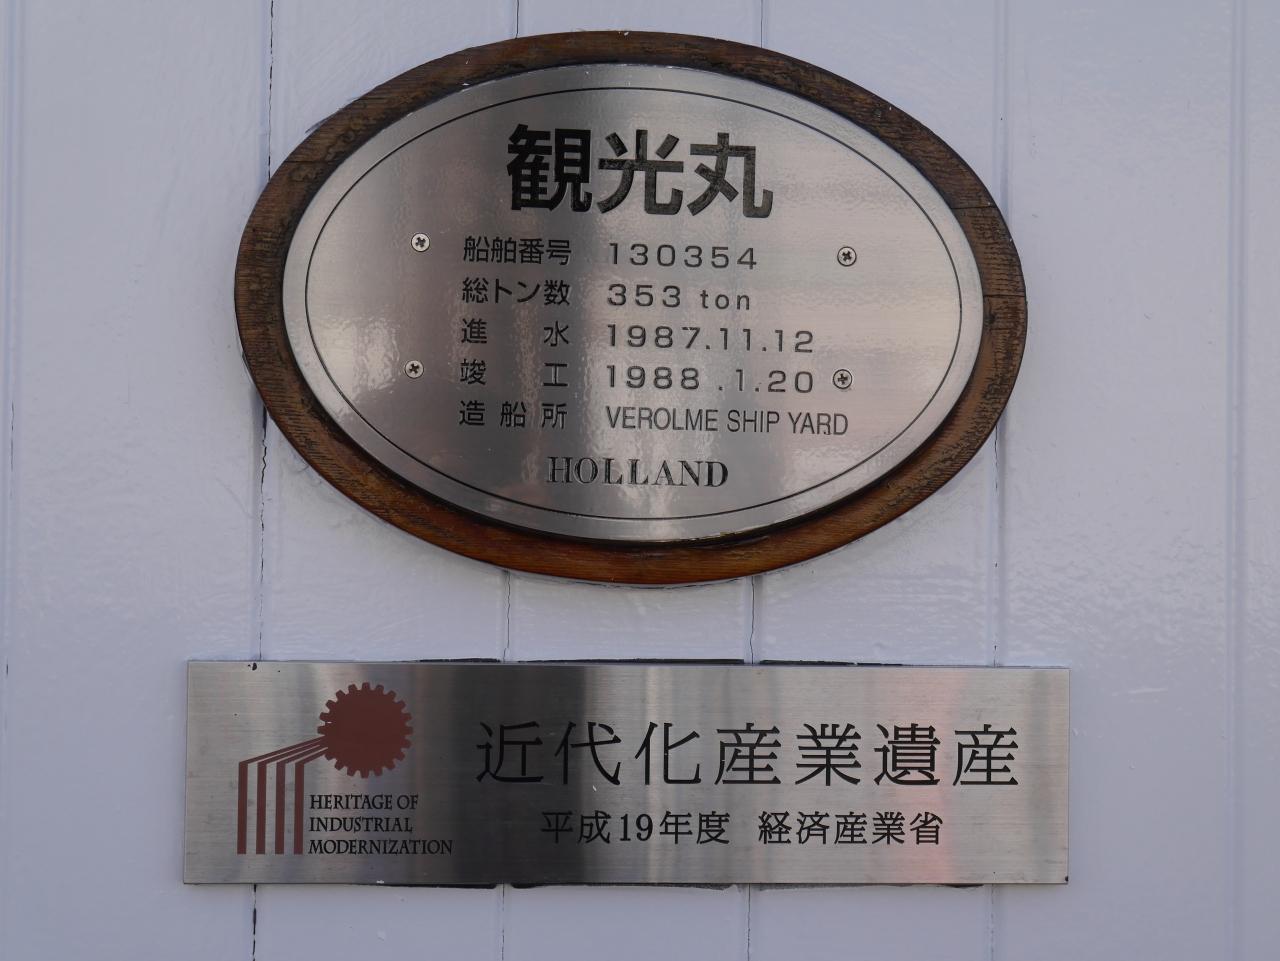 観光丸
船舶番号 130354
総トン数 353 ton
進水 1987.11.12
竣工 1988.1.20
造船所 VEROLME SHIP YARD
HOLLAND
近代化産業遺産
平成19年度 経済産業省
HERITAGE OF
INDUSTRIAL
MODERNIZATION